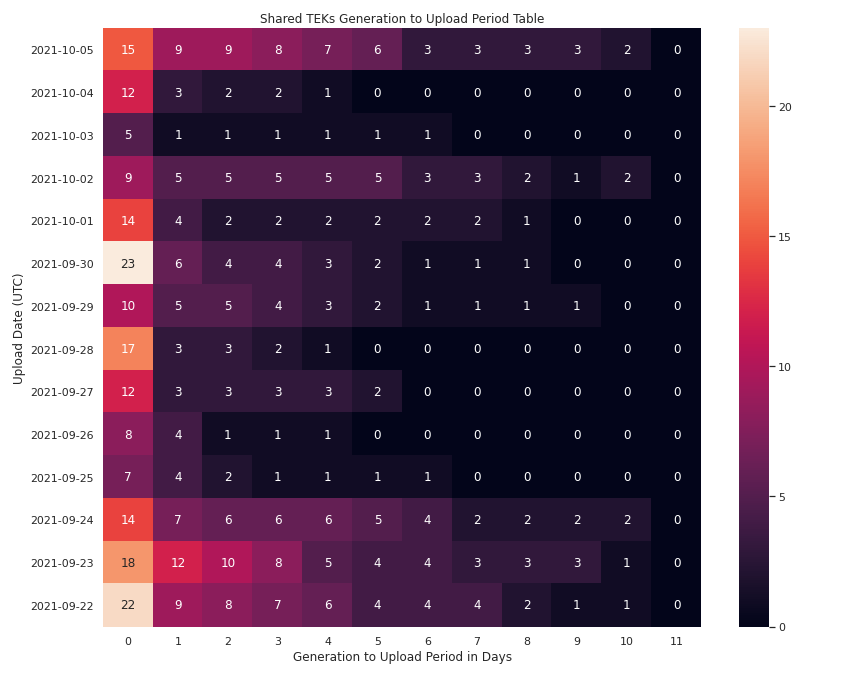 Shared TEKs Generation to Upload Period Table
Upload Date (UTC)
2021-10-05 15 9 9 8 7 6 3 3 3 3 2 0
2021-10-04 12 3 2 2 1 0 0 0 0 0 0 0
2021-10-03 5 1 1 1 1 1 1 0 0 0 0 0
2021-10-02 9 5 5 5 5 5 3 3 2 1 2 0
2021-10-01 14 4 2 2 2 2 2 2 1 0 0 0
2021-09-30 23 6 4 4 3 2 1 1 1 0 0 0
2021-09-29 10 5 5 4 3 2 1 1 1 1 0 0
2021-09-28 17 3 3 2 1 0 0 0 0 0 0 0
2021-09-27 12 3 3 3 3 2 0 0 0 0 0 0
2021-09-26 8 4 1 1 1 0 0 0 0 0 0 0
2021-09-25 7 4 2 1 1 1 1 0 0 0 0 0
2021-09-24 14 7 6 6 6 5 4 2 2 2 2 0
2021-09-23 18 12 10 8 5 4 4 3 3 3 1 0
2021-09-22 22 9 8 7 6 4 4 4 2 1 1 0
0 1 2 3 4 5 6 7 8 9 10 11
Generation to Upload Period in Days
20
15
10
5
0